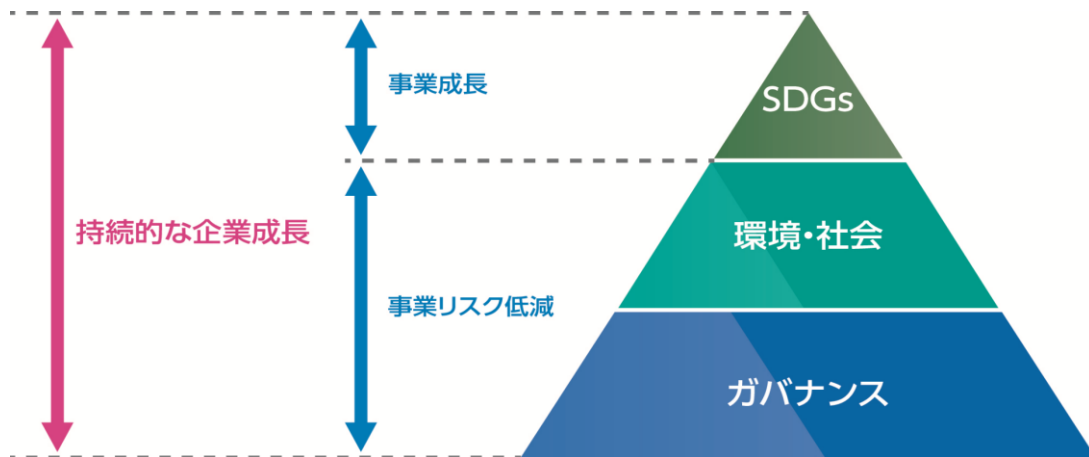 事業成長
SDGs
持続的な企業成長
環境・社会
事業リスク低減
ガバナンス